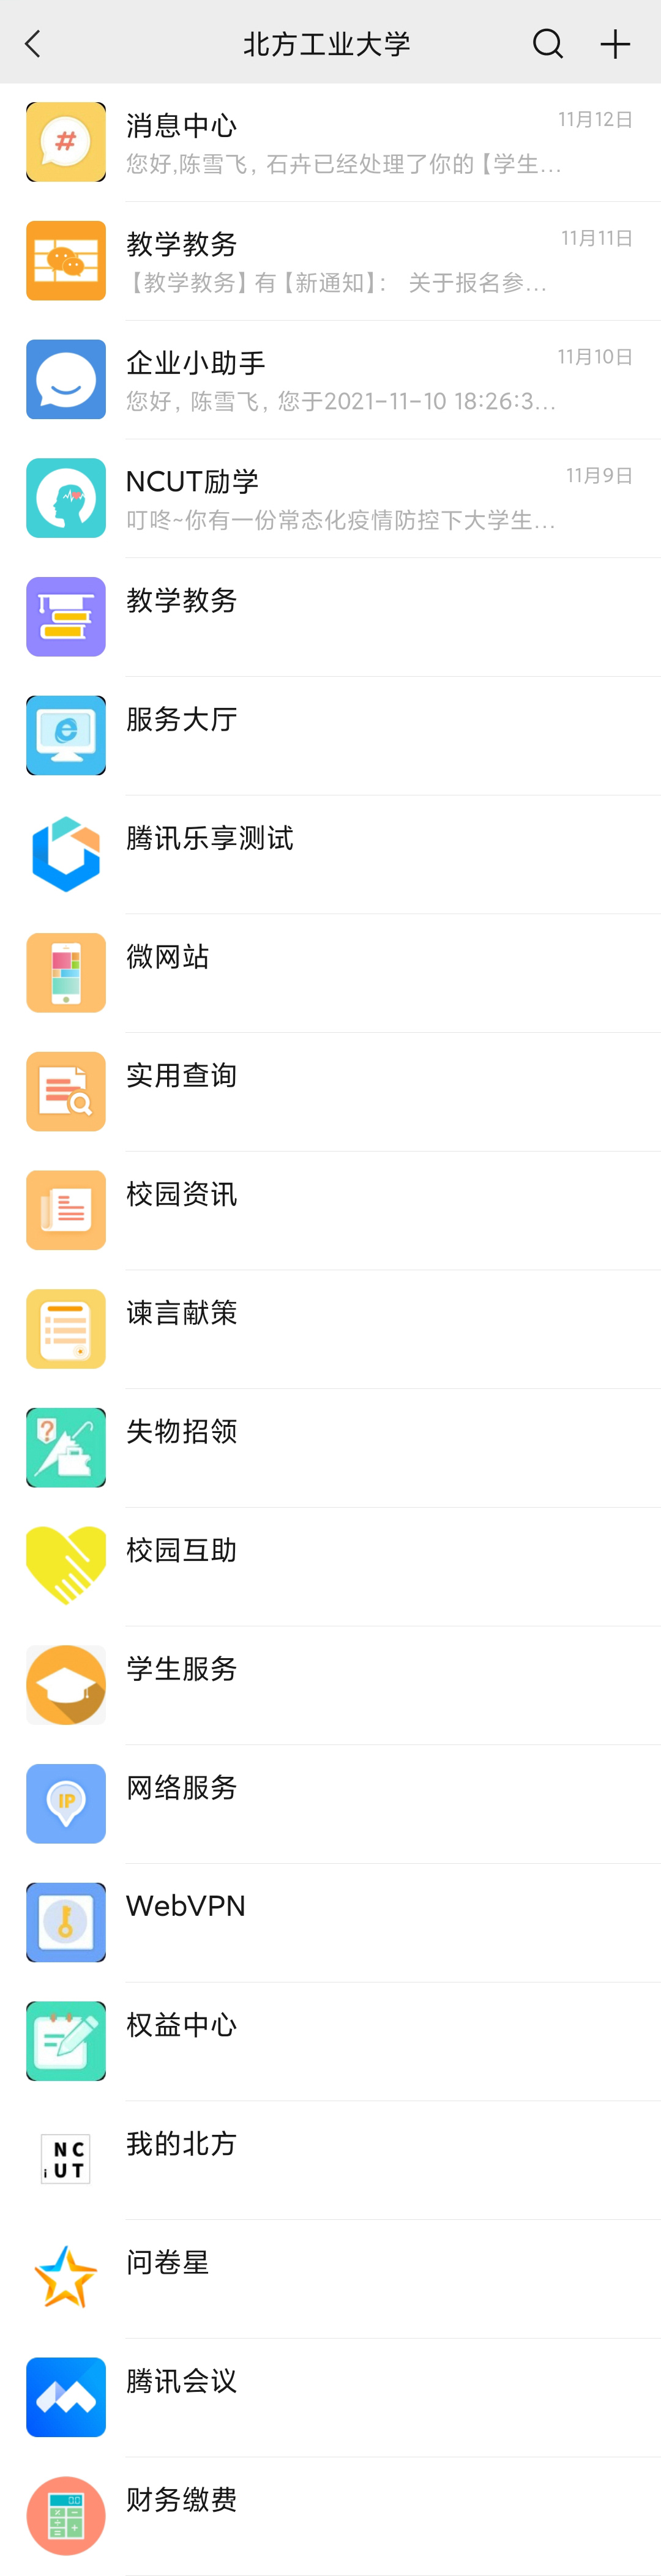 北方工业大学
消息中心
11月12日
您好,陈雪飞，石卉已经处理了你的【学生...
教学教务
11月11日
【教学教务】有【新通知】： 关于报名参...
企业小助手
11月10日
您好，陈雪飞，您于2021-11-10 18:26:3...
NCUT励学
11月9日
叮咚~你有一份常态化疫情防控下大学生...
教学教务
服务大厅
腾讯乐享测试
微网站
实用查询
校园资讯
谏言献策
失物招领
校园互助
学生服务
IP
网络服务
WebVPN
权益中心
NC
iUT
我的北方
问卷星
腾讯会议
财务缴费